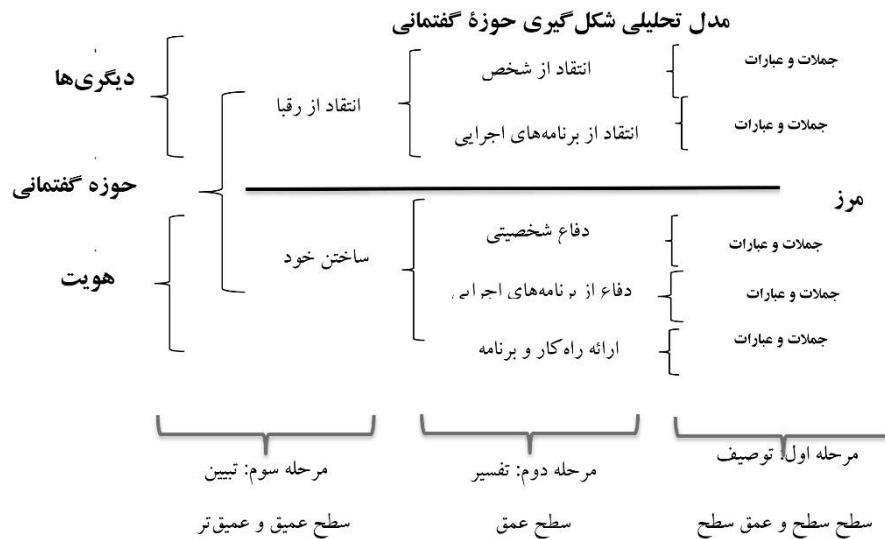 مدل تحلیلی شکل‌گیری حوزهٔ گفتمانی
جملات و عبارات
انتقاد از شخص
دیگری‌ها
انتقاد از رقبا
جملات و عبارات
انتقاد از برنامه‌های اجرایی
مرز
حوزه گفتمانی
جملات و عبارات
دفاع شخصیتی
ساختن خود
هویت
جملات و عبارات
دفاع از برنامه‌های اجرایی
جملات و عبارات
ارائه راه‌کار و برنامه
مرحله اول: توصیف
مرحله دوم: تفسیر
مرحله سوم: تبیین
سطح سطح و عمق سطح
سطح عمق
سطح عمیق و عمیق‌تر